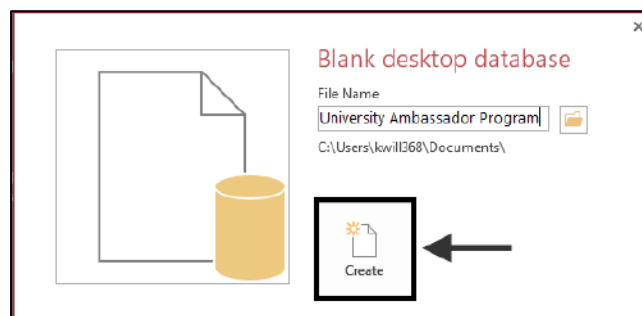 Blank desktop database
File Name
University Ambassador Program
C:\Users\kwill368\Documents\
Create